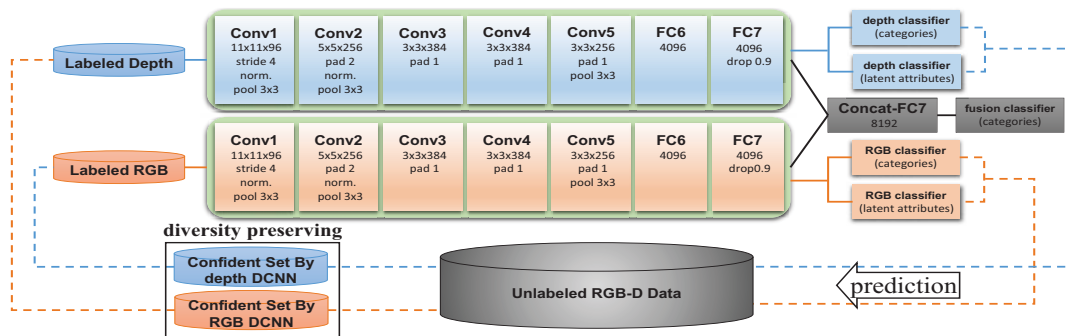 Labeled Depth
Conv1
11x11x96
stride 4
norm.
pool 3x3
Conv2
5x5x256
pad 2
norm.
pool 3x3
Conv3
3x3x384
pad 1
Conv4
3x3x384
pad 1
Conv5
3x3x256
pad 1
pool 3x3
FC6
4096
FC7
4096
drop 0.9
depth classifier
(categories)
depth classifier
(latent attributes)
Concat-FC7
8192
fusion classifier
(categories)
Labeled RGB
Conv1
11x11x96
stride 4
norm.
pool 3x3
Conv2
5x5x256
pad 2
norm.
pool 3x3
Conv3
3x3x384
pad 1
Conv4
3x3x384
pad 1
Conv5
3x3x256
pad 1
pool 3x3
FC6
4096
FC7
4096
drop0.9
RGB classifier
(categories)
RGB classifier
(latent attributes)
diversity preserving
Confident Set By
depth DCNN
Confident Set By
RGB DCNN
Unlabeled RGB-D Data
prediction